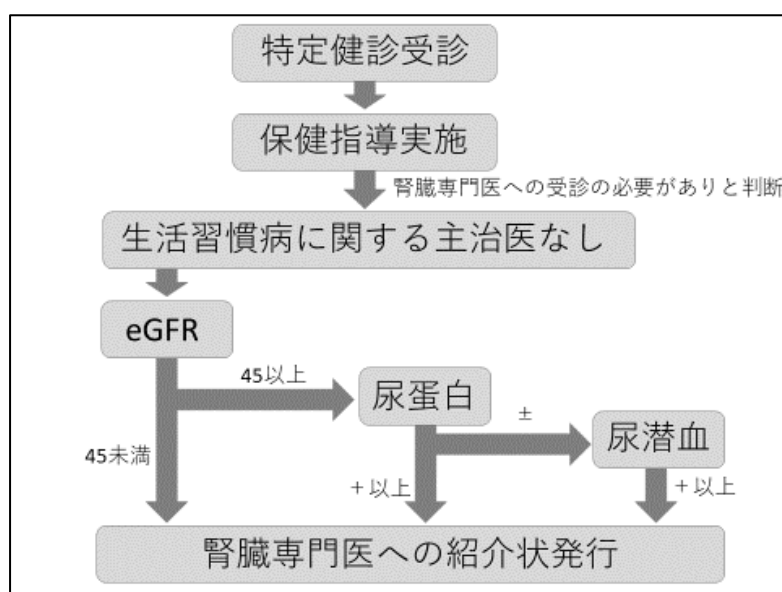 特定健診受診
保健指導実施
腎臓専門医への受診の必要がありと判断
生活習慣病に関する主治医なし
eGFR
45以上
尿蛋白
±
尿潜血
45未満
+以上
+以上
腎臓専門医への紹介状発行